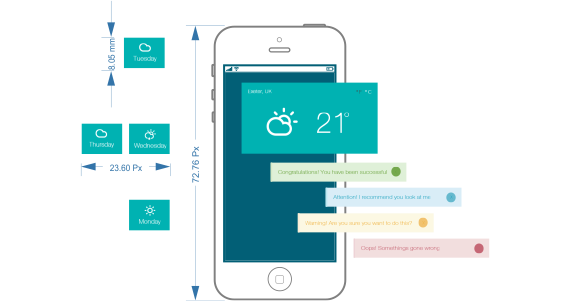 8.05 mm
Tuesday
Thursday
Wednesday
23.60 Px
Monday
72.76 Px
Exeter, UK
°F °C
21°
Congratulations! You have been successful
Attention! I recommend you look at me
Warning! Are you sure you want to do this?
Oops! Somethings gone wrong